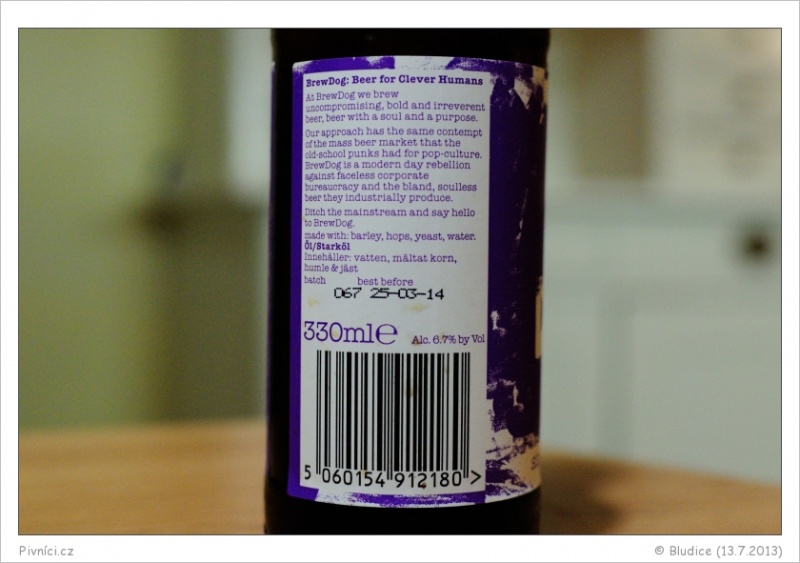 BrewDog: Beer for Clever Humans
At BrewDog we brew
uncompromising, bold and irreverent
beer, beer with a soul and a purpose.
Our approach has the same contempt
of the mass beer market that the
old-school punks had for pop-culture.
BrewDog is a modern day rebellion
against faceless corporate
bureaucracy and the bland, soulless
beer they industrially produce.
Ditch the mainstream and say hello
to BrewDog.
made with: barley, hops, yeast, water.
Öl/Starköl
Innehåller: vatten, mältat korn,
humle & jäst
batch best before
067 25-03-14
330ml℮ Alc. 6.7% by Vol
5 060154 912180 >
Pivníci.cz © Bludice (13.7.2013)